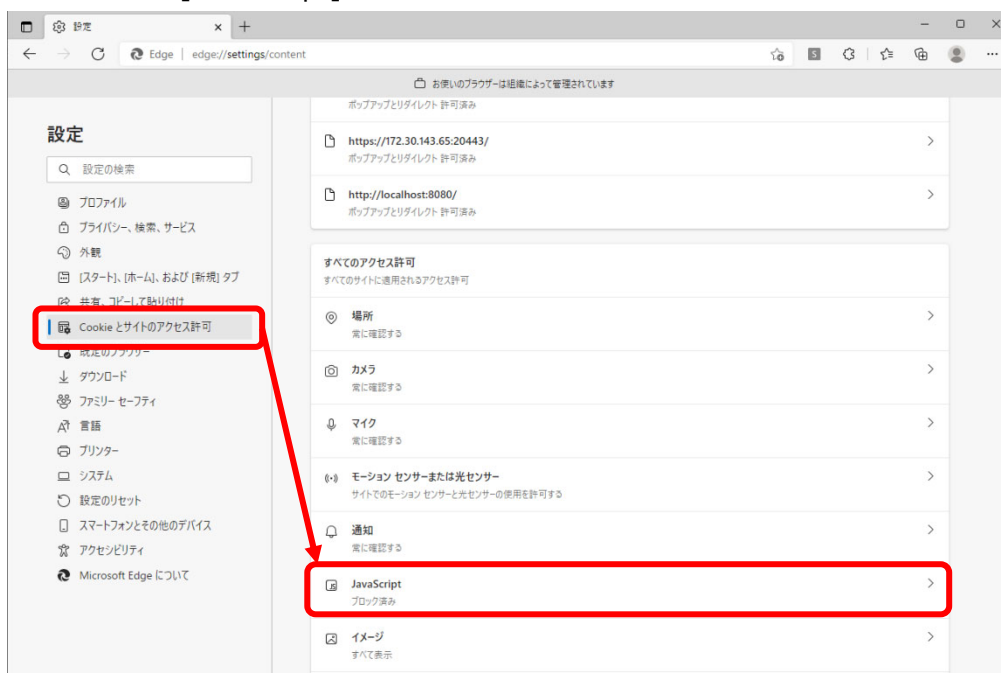 設定
Edge | edge://settings/content
お使いのブラウザーは組織によって管理されています
設定
設定の検索
プロファイル
プライバシー、検索、サービス
外観
[スタート]、[ホーム]、および [新規] タブ
共有、コピーして貼り付け
Cookie とサイトのアクセス許可
既定のブラウザー
ダウンロード
ファミリー セーフティ
言語
プリンター
システム
設定のリセット
スマートフォンとその他のデバイス
アクセシビリティ
Microsoft Edge について
ポップアップとリダイレクト 許可済み
https://172.30.143.65:20443/
ポップアップとリダイレクト 許可済み
http://localhost:8080/
ポップアップとリダイレクト 許可済み
すべてのアクセス許可
すべてのサイトに適用されるアクセス許可
場所
常に確認する
カメラ
常に確認する
マイク
常に確認する
モーション センサーまたは光センサー
サイトでのモーション センサーと光センサーの使用を許可する
通知
常に確認する
JavaScript
ブロック済み
イメージ
すべて表示